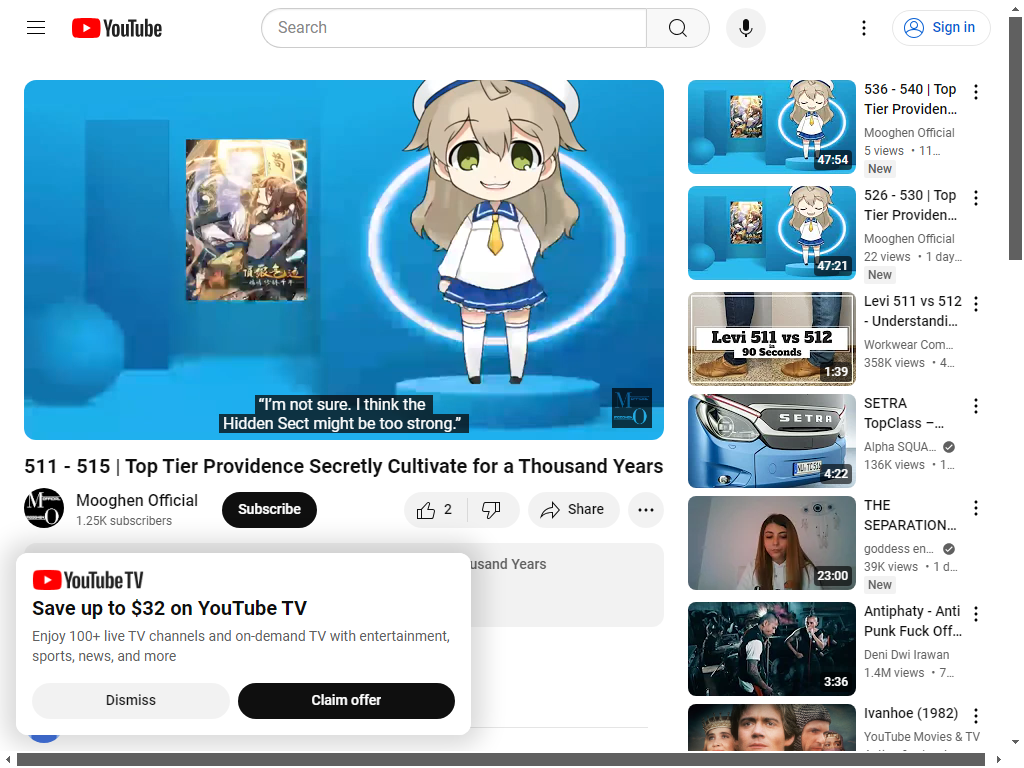 YouTube
Search
Sign in
“I’m not sure. I think the
Hidden Sect might be too strong.”
511 - 515 | Top Tier Providence Secretly Cultivate for a Thousand Years
Mooghen Official
1.25K subscribers
Subscribe
2
Share
usand Years
YouTube TV
Save up to $32 on YouTube TV
Enjoy 100+ live TV channels and on-demand TV with entertainment,
sports, news, and more
Dismiss
Claim offer
47:54
536 - 540 | Top
Tier Providen...
Mooghen Official
5 views • 11...
New
47:21
526 - 530 | Top
Tier Providen...
Mooghen Official
22 views • 1 day...
New
Levi 511 vs 512
in
90 Seconds
1:39
Levi 511 vs 512
- Understandi...
Workwear Com...
358K views • 4...
SETRA
4:22
SETRA
TopClass –...
Alpha SQUA...
136K views • 1...
23:00
THE
SEPARATION...
goddess en...
39K views • 1 d...
New
3:36
Antiphaty - Anti
Punk Fuck Off...
Deni Dwi Irawan
1.4M views • 7...
Ivanhoe (1982)
YouTube Movies & TV